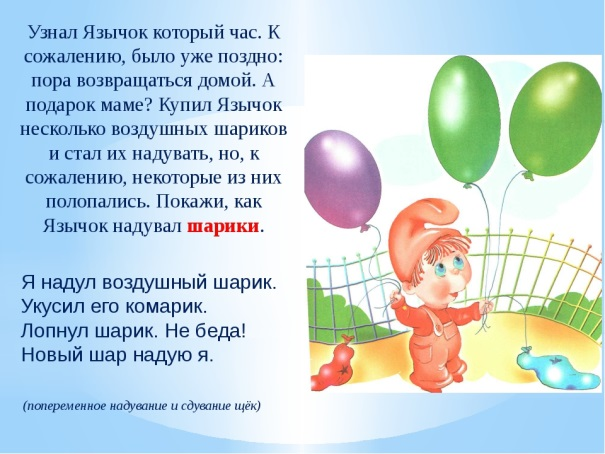 Узнал Язычок который час. К
сожалению, было уже поздно:
пора возвращаться домой. А
подарок маме? Купил Язычок
несколько воздушных шариков
и стал их надувать, но, к
сожалению, некоторые из них
полопались. Покажи, как
Язычок надувал шарики.
Я надул воздушный шарик.
Укусил его комарик.
Лопнул шарик. Не беда!
Новый шар надую я.
(попеременное надувание и сдувание щёк)